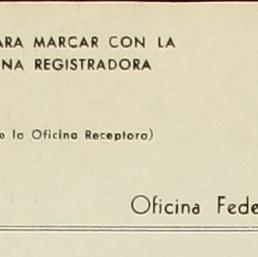 ARA MARCAR CON LA
NA REGISTRADORA
e la Oficina Receptora)
Oficina Fede